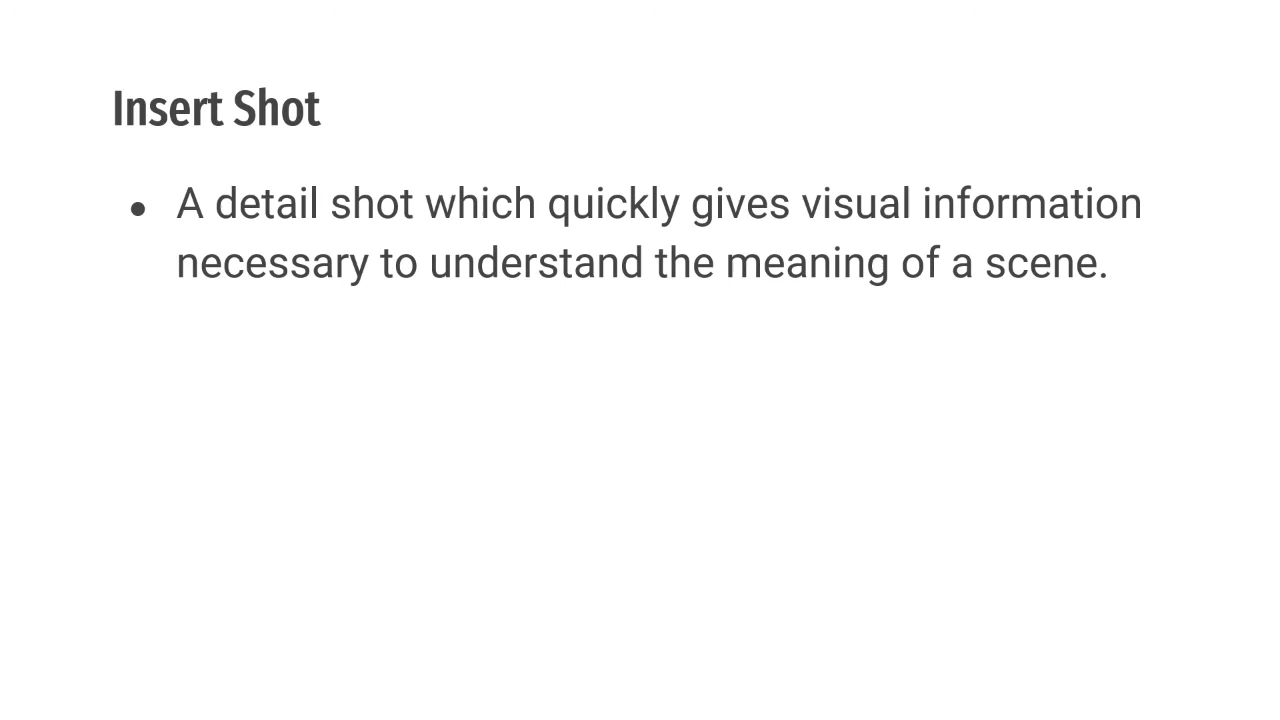 Insert Shot
● A detail shot which quickly gives visual information
necessary to understand the meaning of a scene.